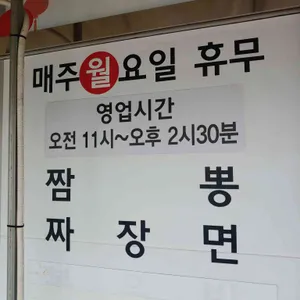 매주 월요일 휴무
영업시간
오전 11시~오후 2시30분
짬 뽕
짜 장 면